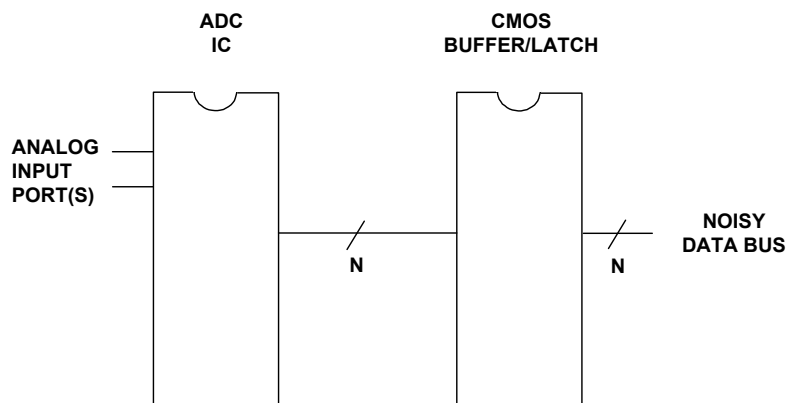 ADC
IC
CMOS
BUFFER/LATCH
ANALOG
INPUT
PORT(S)
N
N
NOISY
DATA BUS